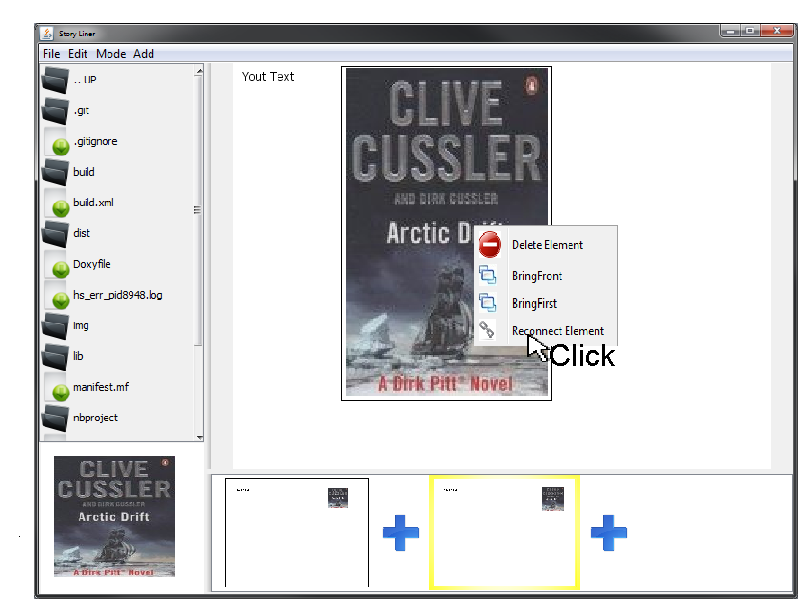 Story Liner
File Edit Mode Add
.. UP
.git
.gitignore
build
build.xml
dist
Doxyfile
hs_err_pid8948.log
img
lib
manifest.mf
nbproject
Yout Text
CLIVE
CUSSLER
AND DIRK CUSSLER
Arctic D
Delete Element
BringFront
BringFirst
Reconnect Element
Click
A Dirk Pitt® Novel
CLIVE
CUSSLER
AND DIRK CUSSLER
Arctic Drift
A Dirk Pitt® Novel